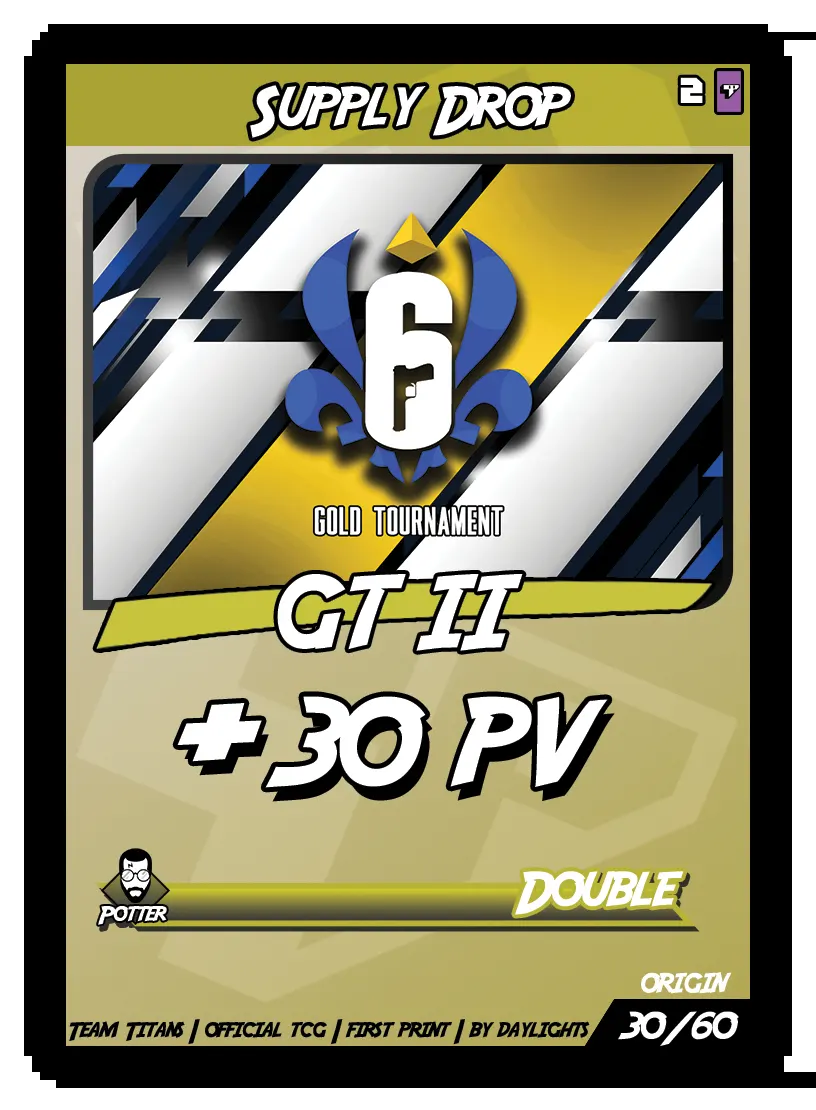 Supply Drop
2
6
GOLD TOURNAMENT
GT II
+30 PV
Double
Potter
Origin
Team Titans | Official TCG | First Print | By Daylights
30/60